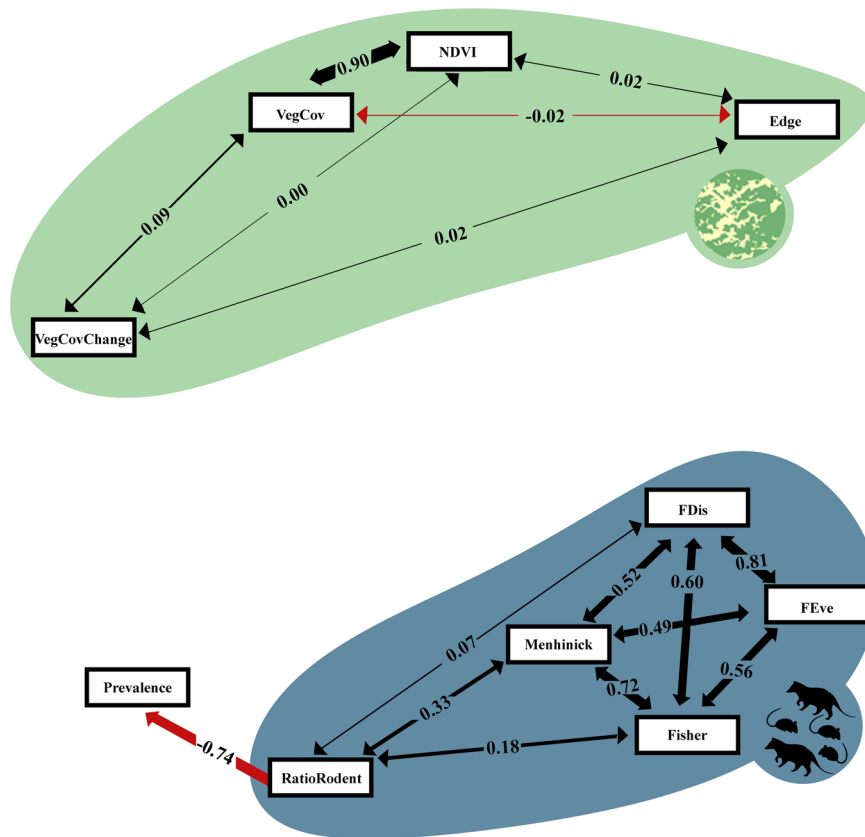 NDVI
0.90
0.02
VegCov
-0.02
Edge
0.00
0.09
0.02
VegCovChange
FDis
0.81
0.52
0.60
FEve
0.49
Menhinick
0.07
0.56
Prevalence
0.72
0.33
Fisher
-0.74
0.18
RatioRodent